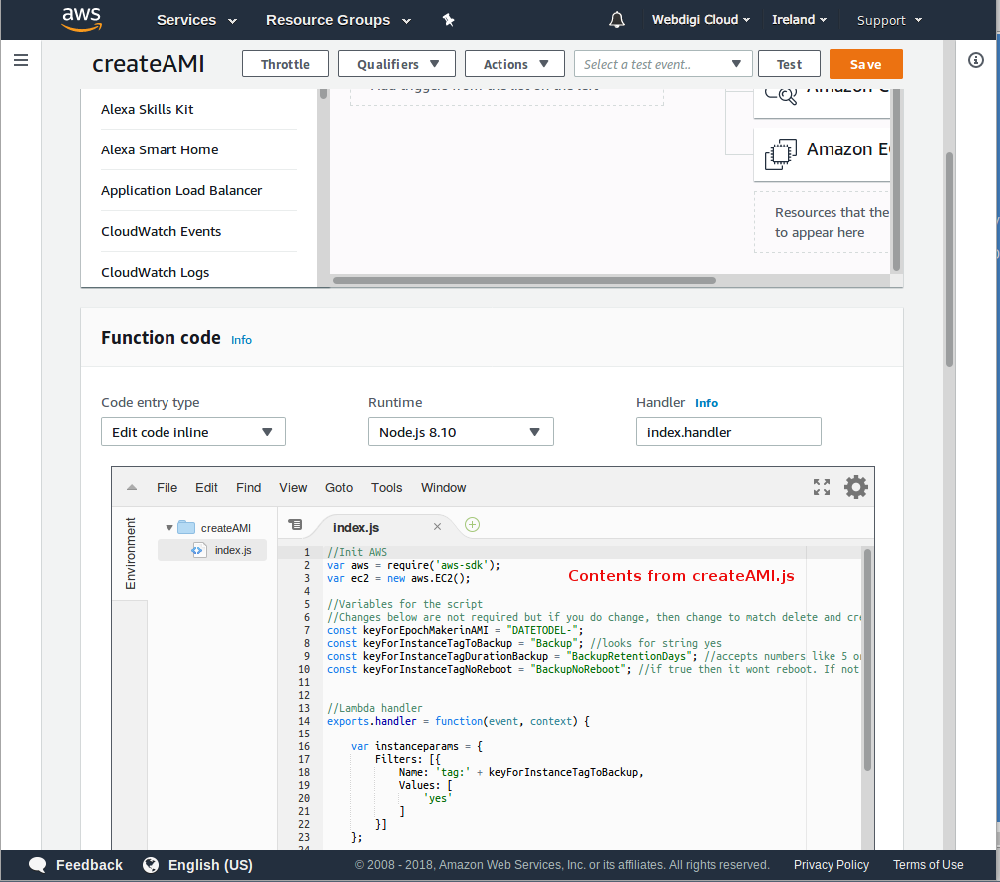 aws Services Resource Groups Webdigi Cloud Ireland Support
createAMI Throttle Qualifiers Actions Select a test event.. Test Save
Add triggers from the list on the left
Alexa Skills Kit
Alexa Smart Home
Application Load Balancer
CloudWatch Events
CloudWatch Logs
Amazon C
Amazon E
Resources that the
to appear here
Function code Info
Code entry type Runtime Handler Info
Edit code inline Node.js 8.10 index.handler
File Edit Find View Goto Tools Window
Environment
createAMI
index.js
index.js
Contents from createAMI.js
1 //Init AWS
2 var aws = require('aws-sdk');
3 var ec2 = new aws.EC2();
4
5 //Variables for the script
6 //Changes below are not required but if you do change, then change to match delete and cre
7 const keyForEpochMakerinAMI = "DATETODEL-";
8 const keyForInstanceTagToBackup = "Backup"; //looks for string yes
9 const keyForInstanceTagDurationBackup = "BackupRetentionDays"; //accepts numbers like 5 or
10 const keyForInstanceTagNoReboot = "BackupNoReboot"; //if true then it wont reboot. If not
11
12
13 //Lambda handler
14 exports.handler = function(event, context) {
15
16 var instanceparams = {
17 Filters: [{
18 Name: 'tag:' + keyForInstanceTagToBackup,
19 Values: [
20 'yes'
21 ]
22 }]
23 };
24
Feedback English (US) © 2008 - 2018, Amazon Web Services, Inc. or its affiliates. All rights reserved. Privacy Policy Terms of Use